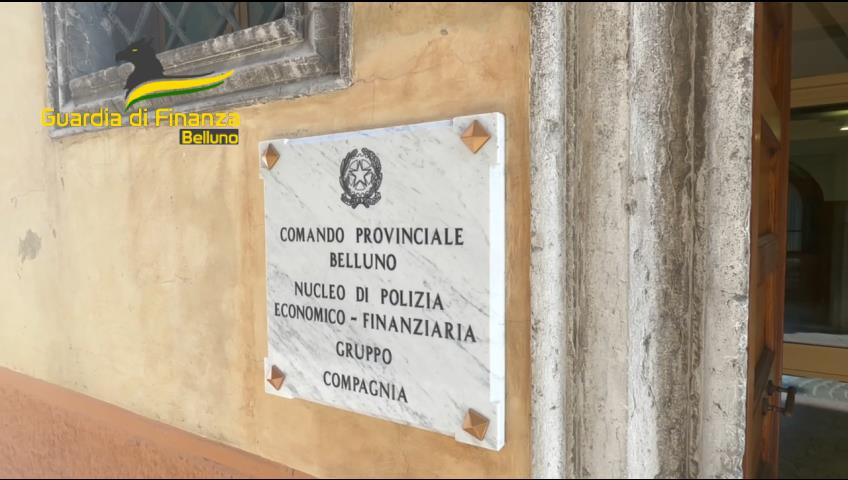 Guardia di Finanza
Belluno
COMANDO PROVINCIALE
BELLUNO
NUCLEO DI POLIZIA
ECONOMICO - FINANZIARIA
GRUPPO
COMPAGNIA